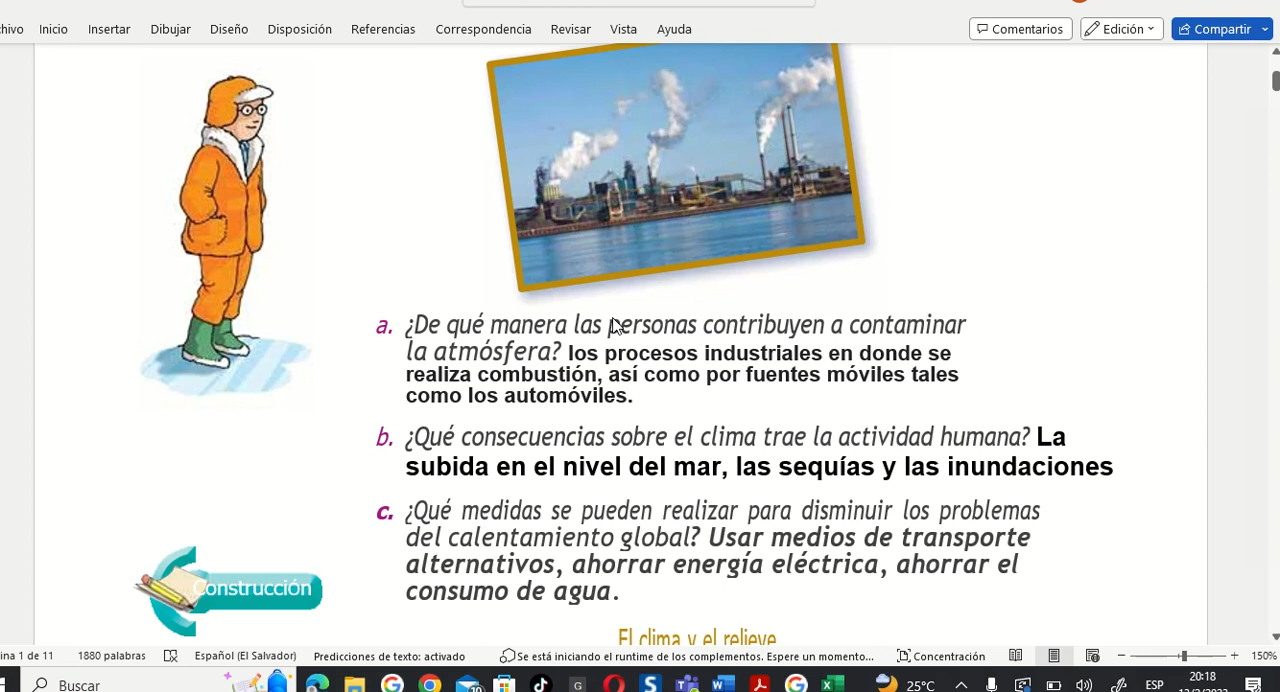 hivo Inicio Insertar Dibujar Diseño Disposición Referencias Correspondencia Revisar Vista Ayuda Comentarios Edición Compartir
a. ¿De qué manera las personas contribuyen a contaminar
la atmósfera? los procesos industriales en donde se
realiza combustión, así como por fuentes móviles tales
como los automóviles.
b. ¿Qué consecuencias sobre el clima trae la actividad humana? La
subida en el nivel del mar, las sequías y las inundaciones
c. ¿Qué medidas se pueden realizar para disminuir los problemas
del calentamiento global? Usar medios de transporte
alternativos, ahorrar energía eléctrica, ahorrar el
consumo de agua.
Construcción
El clima y el relieve
ina 1 de 11 1880 palabras Español (El Salvador) Predicciones de texto: activado Se está iniciando el runtime de los complementos. Espere un momento... Concentración 150%
Buscar 25°C ESP 20:18